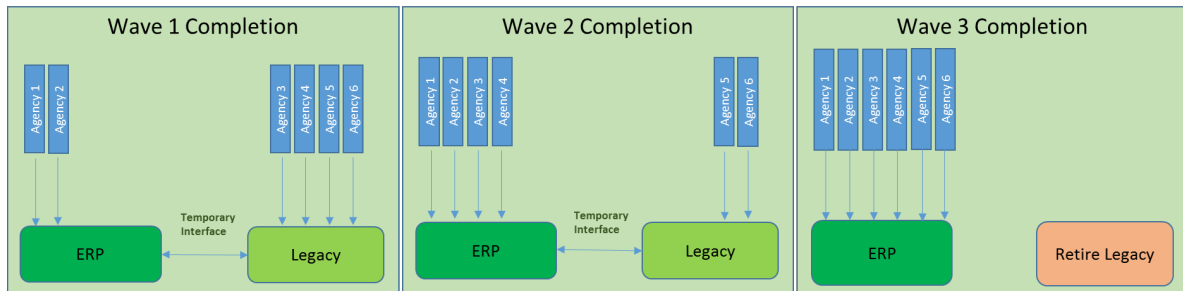 Wave 1 Completion
Agency 1
Agency 2
Agency 3
Agency 4
Agency 5
Agency 6
Temporary
Interface
ERP
Legacy
Wave 2 Completion
Agency 1
Agency 2
Agency 3
Agency 4
Agency 5
Agency 6
Temporary
Interface
ERP
Legacy
Wave 3 Completion
Agency 1
Agency 2
Agency 3
Agency 4
Agency 5
Agency 6
ERP
Retire Legacy